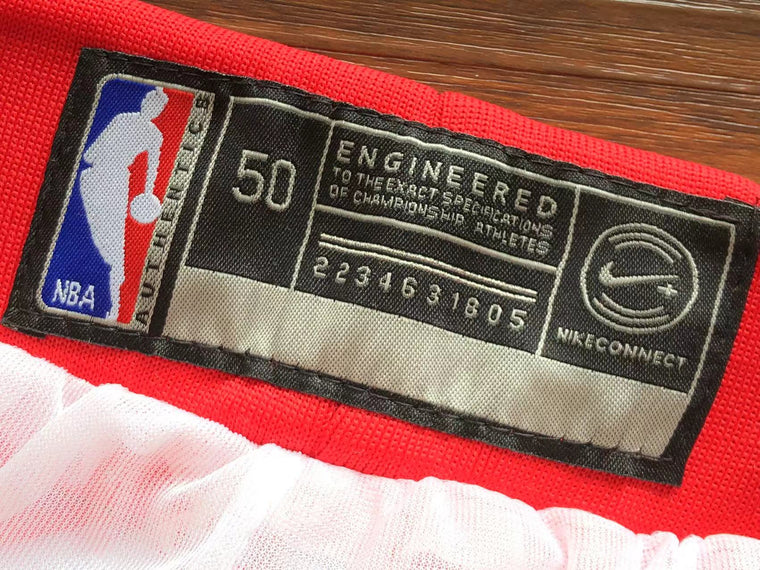 NBA
AUTHENTICS
50
ENGINEERED
TO THE EXACT SPECIFICATIONS
OF CHAMPIONSHIP ATHLETES
2234631805
NIKECONNECT